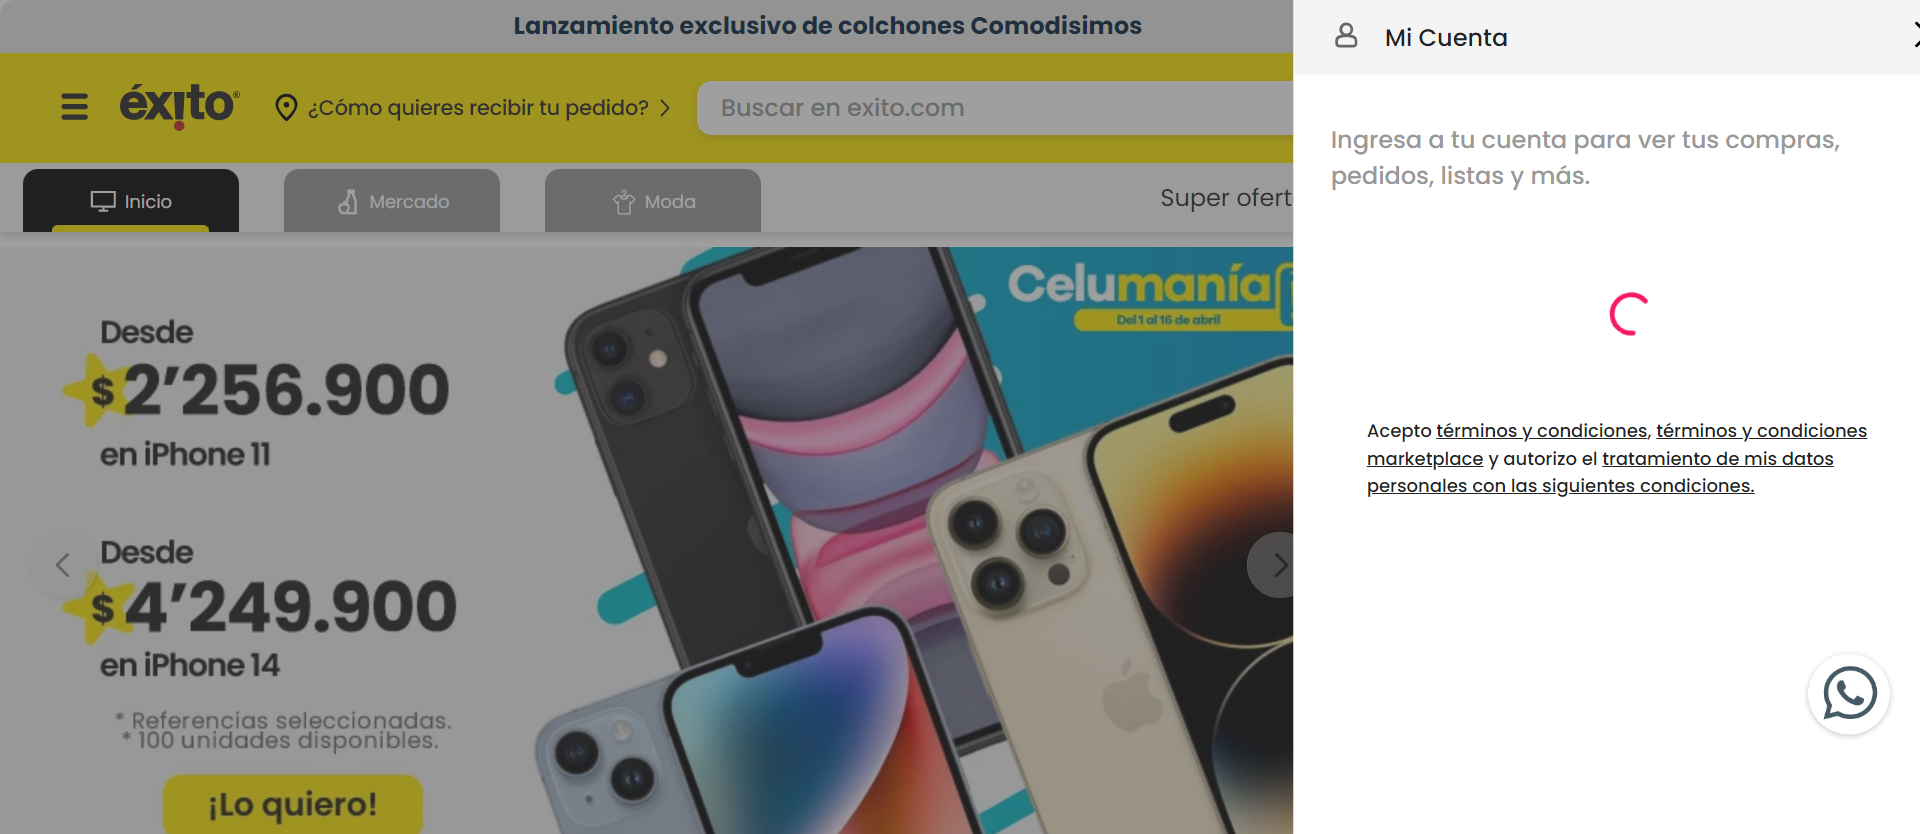 Lanzamiento exclusivo de colchones Comodisimos
éxito®
¿Cómo quieres recibir tu pedido?
Buscar en exito.com
Inicio
Mercado
Moda
Super ofert
Celumanía
Del 1 al 16 de abril
Desde
$2'256.900
en iPhone 11
Desde
$4'249.900
en iPhone 14
* Referencias seleccionadas.
* 100 unidades disponibles.
¡Lo quiero!
Mi Cuenta
Ingresa a tu cuenta para ver tus compras,
pedidos, listas y más.
Acepto términos y condiciones, términos y condiciones
marketplace y autorizo el tratamiento de mis datos
personales con las siguientes condiciones.